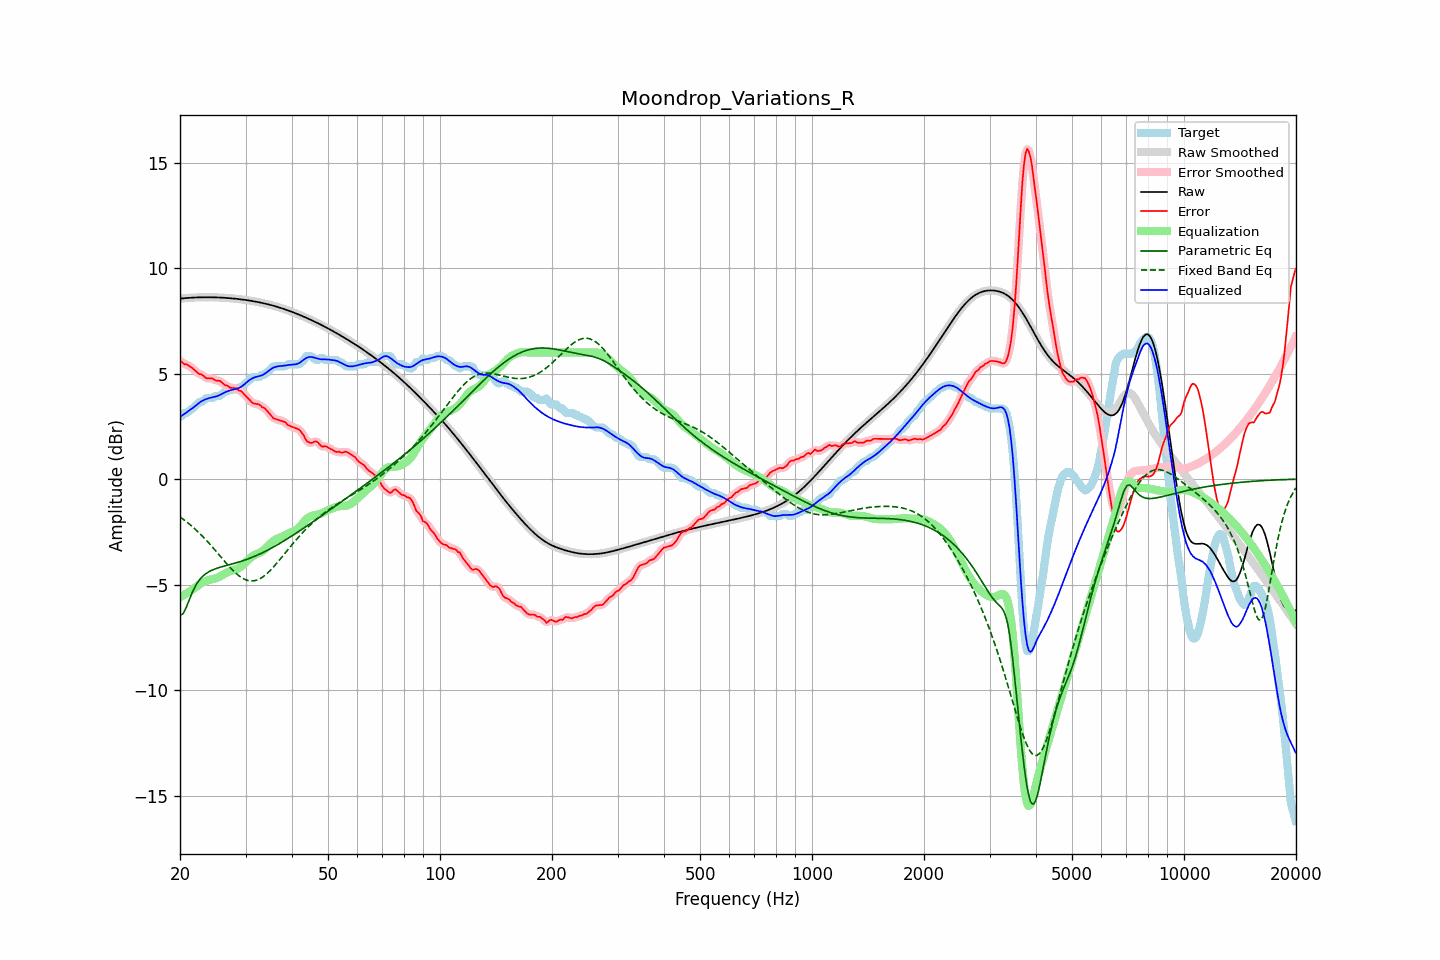 Moondrop_Variations_R
Target
Raw Smoothed
Error Smoothed
Raw
Error
Equalization
Parametric Eq
Fixed Band Eq
Equalized
Amplitude (dBr)
15
10
5
0
−5
−10
−15
20
50
100
200
500
1000
2000
5000
10000
20000
Frequency (Hz)